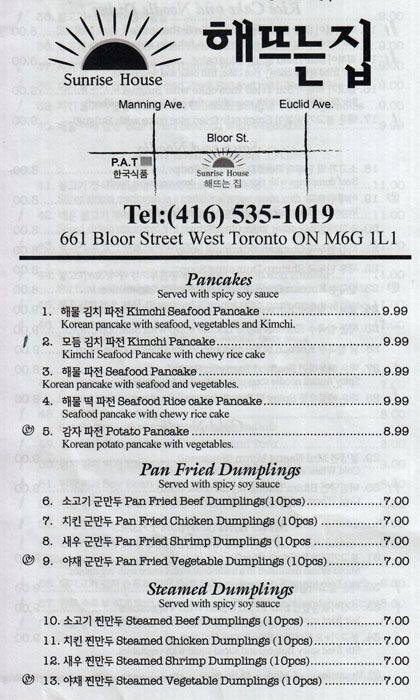 Sunrise House
해뜨는집
Manning Ave.
Euclid Ave.
Bloor St.
P.A.T
한국식품
Sunrise House
해뜨는 집
Tel:(416) 535-1019
661 Bloor Street West Toronto ON M6G 1L1
Pancakes
Served with spicy soy sauce
1. 해물 김치 파전 Kimchi Seafood Pancake ........................... 9.99
Korean pancake with seafood, vegetables and Kimchi.
2. 모듬 김치 파전 Kimchi Pancake....................................... 9.99
Kimchi Seafood Pancake with chewy rice cake
3. 해물 파전 Seafood Pancake........................................... 9.99
Korean pancake with seafood and vegetables.
4. 해물 떡 파전 Seafood Rice cake Pancake........................... 9.99
Seafood pancake with chewy rice cake
5. 감자 파전 Potato Pancake ............................................. 8.99
Korean potato pancake with vegetables.
Pan Fried Dumplings
Served with spicy soy sauce
6. 소고기 군만두 Pan Fried Beef Dumplings(10pcs) .............. 7.00
7. 치킨 군만두 Pan Fried Chicken Dumplings (10pcs) ............ 7.00
8. 새우 군만두 Pan Fried Shrimp Dumplings (10pcs .............. 7.00
9. 야채 군만두 Pan Fried Vegetable Dumplings (10pcs).......... 7.00
Steamed Dumplings
Served with spicy soy sauce
10. 소고기 찐만두 Steamed Beef Dumplings (10pcs) ............... 7.00
11. 치킨 찐만두 Steamed Chicken Dumplings (10pcs) ............. 7.00
12. 새우 찐만두 Steamed Shrimp Dumplings (10pcs) .............. 7.00
13. 야채 찐만두 Steamed Vegetable Dumplings (10pcs)........... 7.00